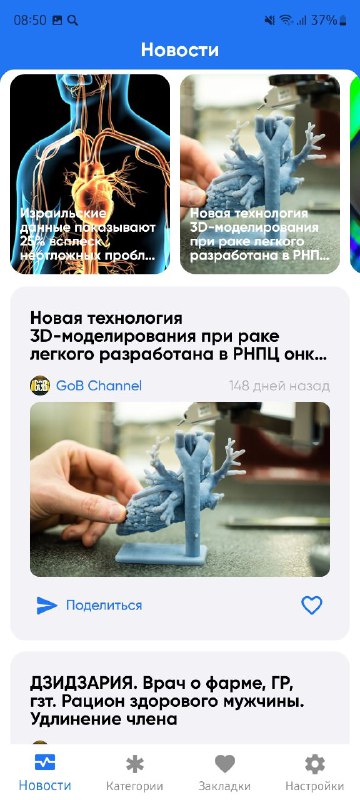 08:50
37%
Новости
Израильские
данные показывают
25% всплеск
неотложных пробл...
Новая технология
3D-моделирования
при раке легкого
разработана в РНП...
Новая технология
3D-моделирования при раке
легкого разработана в РНПЦ онк...
GoB Channel
148 дней назад
Поделиться
ДЗИДЗАРИЯ. Врач о фарме, ГР,
гзт. Рацион здорового мужчины.
Удлинение члена
Новости
Категории
Закладки
Настройки